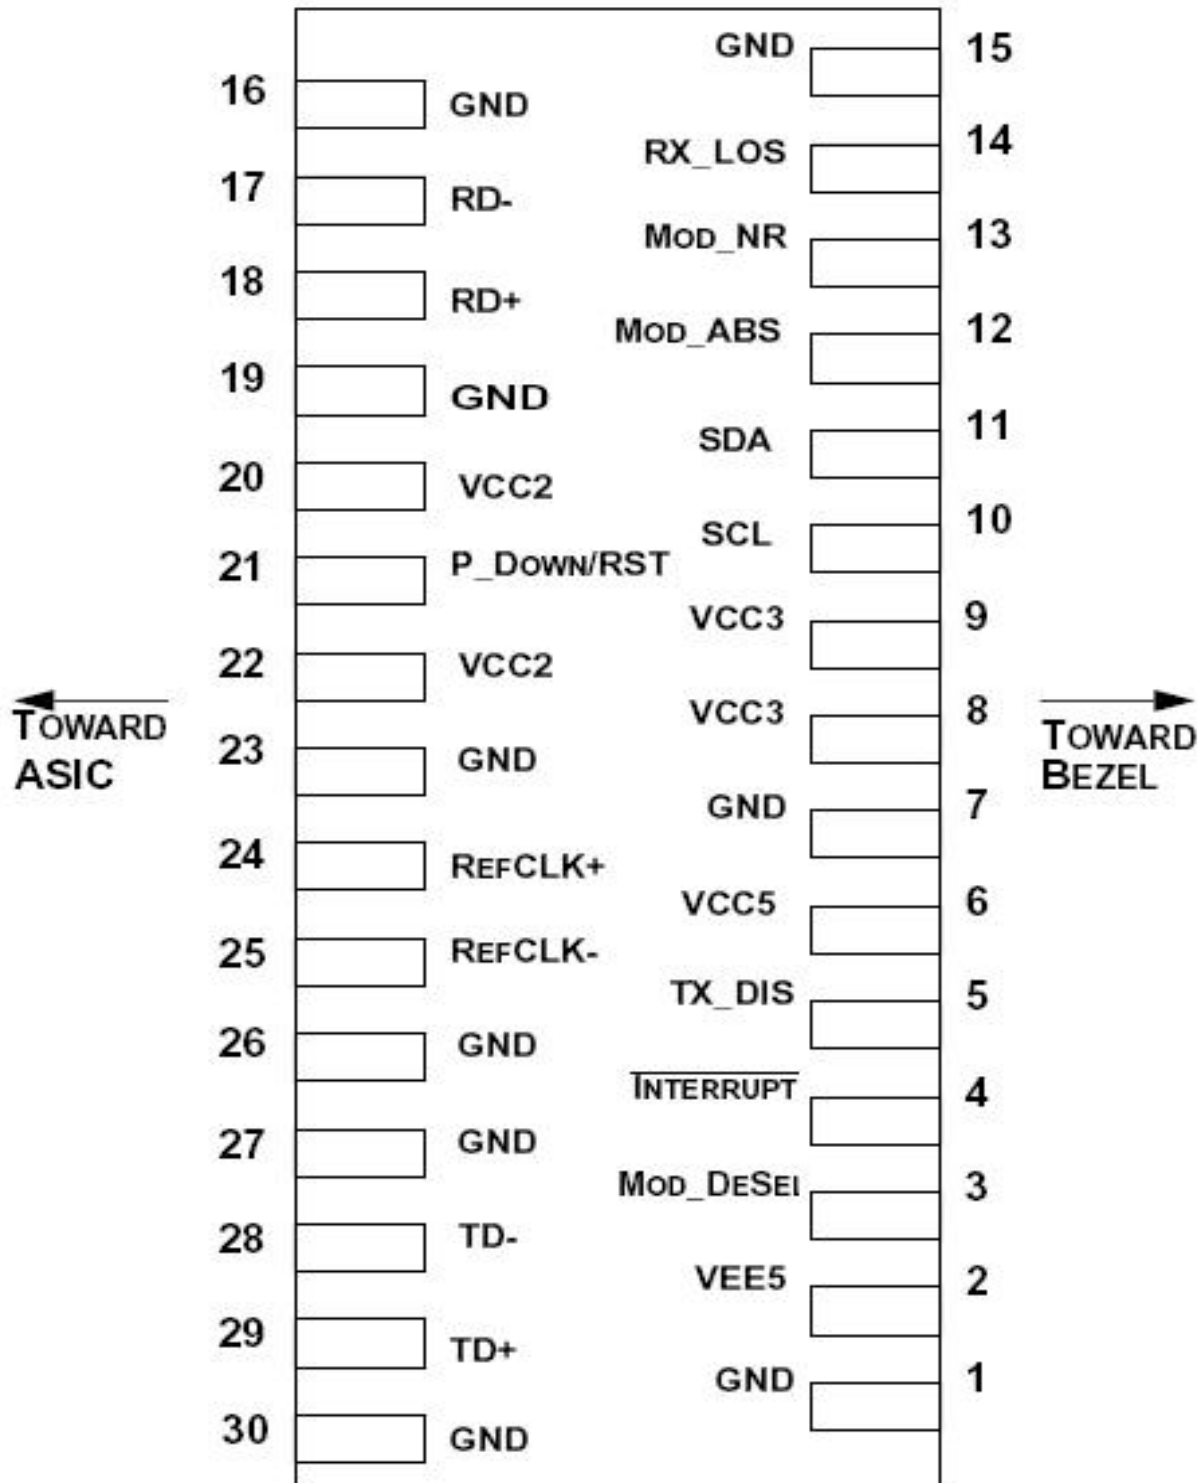 GND 15
16 GND
RX_LOS 14
17 RD-
MOD_NR 13
18 RD+
MOD_ABS 12
19 GND
SDA 11
20 VCC2
SCL 10
21 P_DOWN/RST
VCC3 9
22 VCC2
VCC3 8
TOWARD
ASIC
TOWARD
BEZEL
23 GND
GND 7
24 REFCLK+
VCC5 6
25 REFCLK-
TX_DIS 5
26 GND
INTERRUPT 4
27 GND
MOD_DESEL 3
28 TD-
VEE5 2
29 TD+
GND 1
30 GND